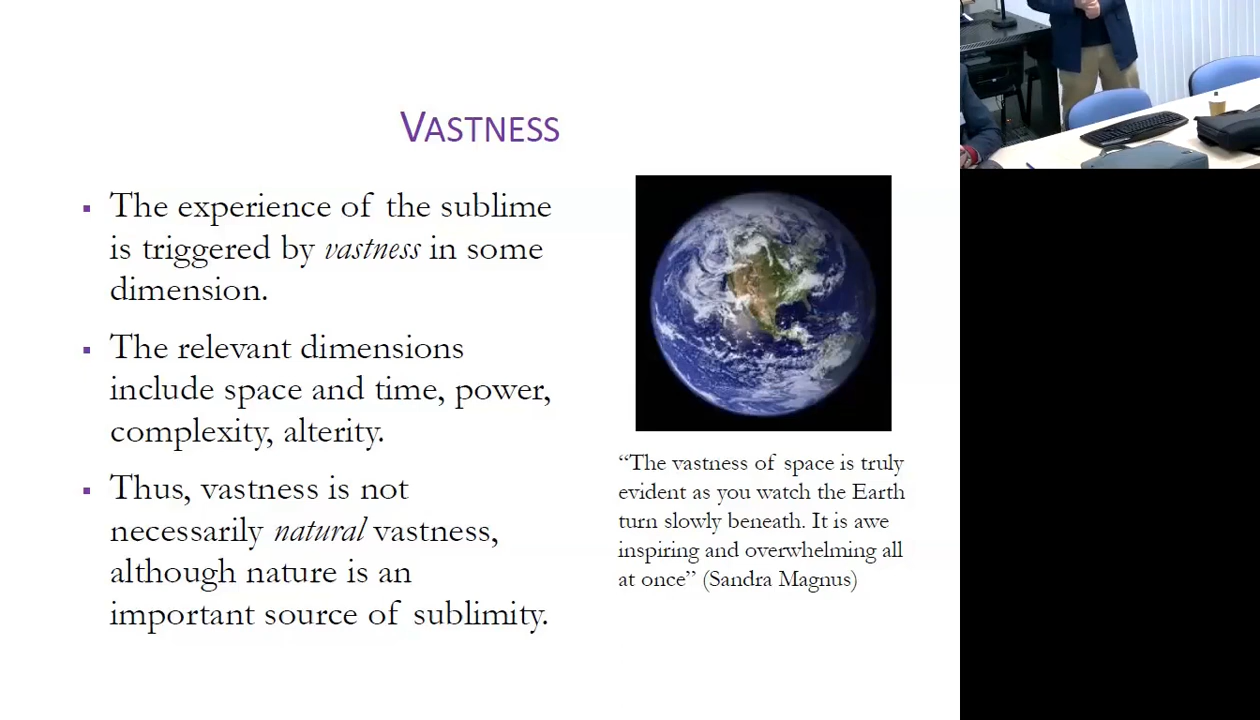 VASTNESS
▪ The experience of the sublime
is triggered by vastness in some
dimension.
▪ The relevant dimensions
include space and time, power,
complexity, alterity.
▪ Thus, vastness is not
necessarily natural vastness,
although nature is an
important source of sublimity.
“The vastness of space is truly
evident as you watch the Earth
turn slowly beneath. It is awe
inspiring and overwhelming all
at once” (Sandra Magnus)